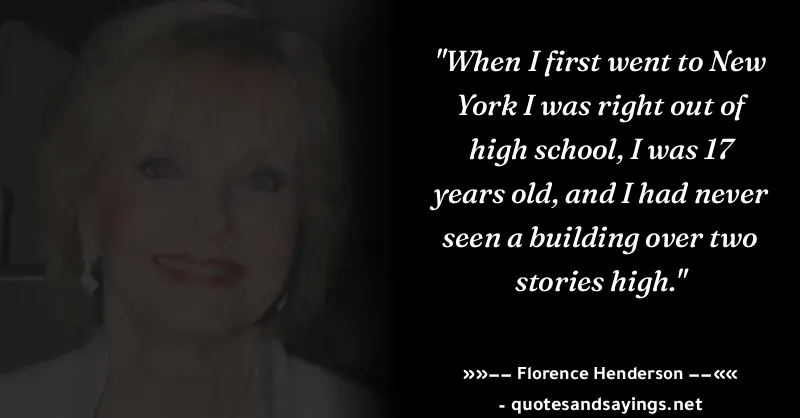 "When I first went to New
York I was right out of
high school, I was 17
years old, and I had never
seen a building over two
stories high."
»»−− Florence Henderson −−««
- quotesandsayings.net